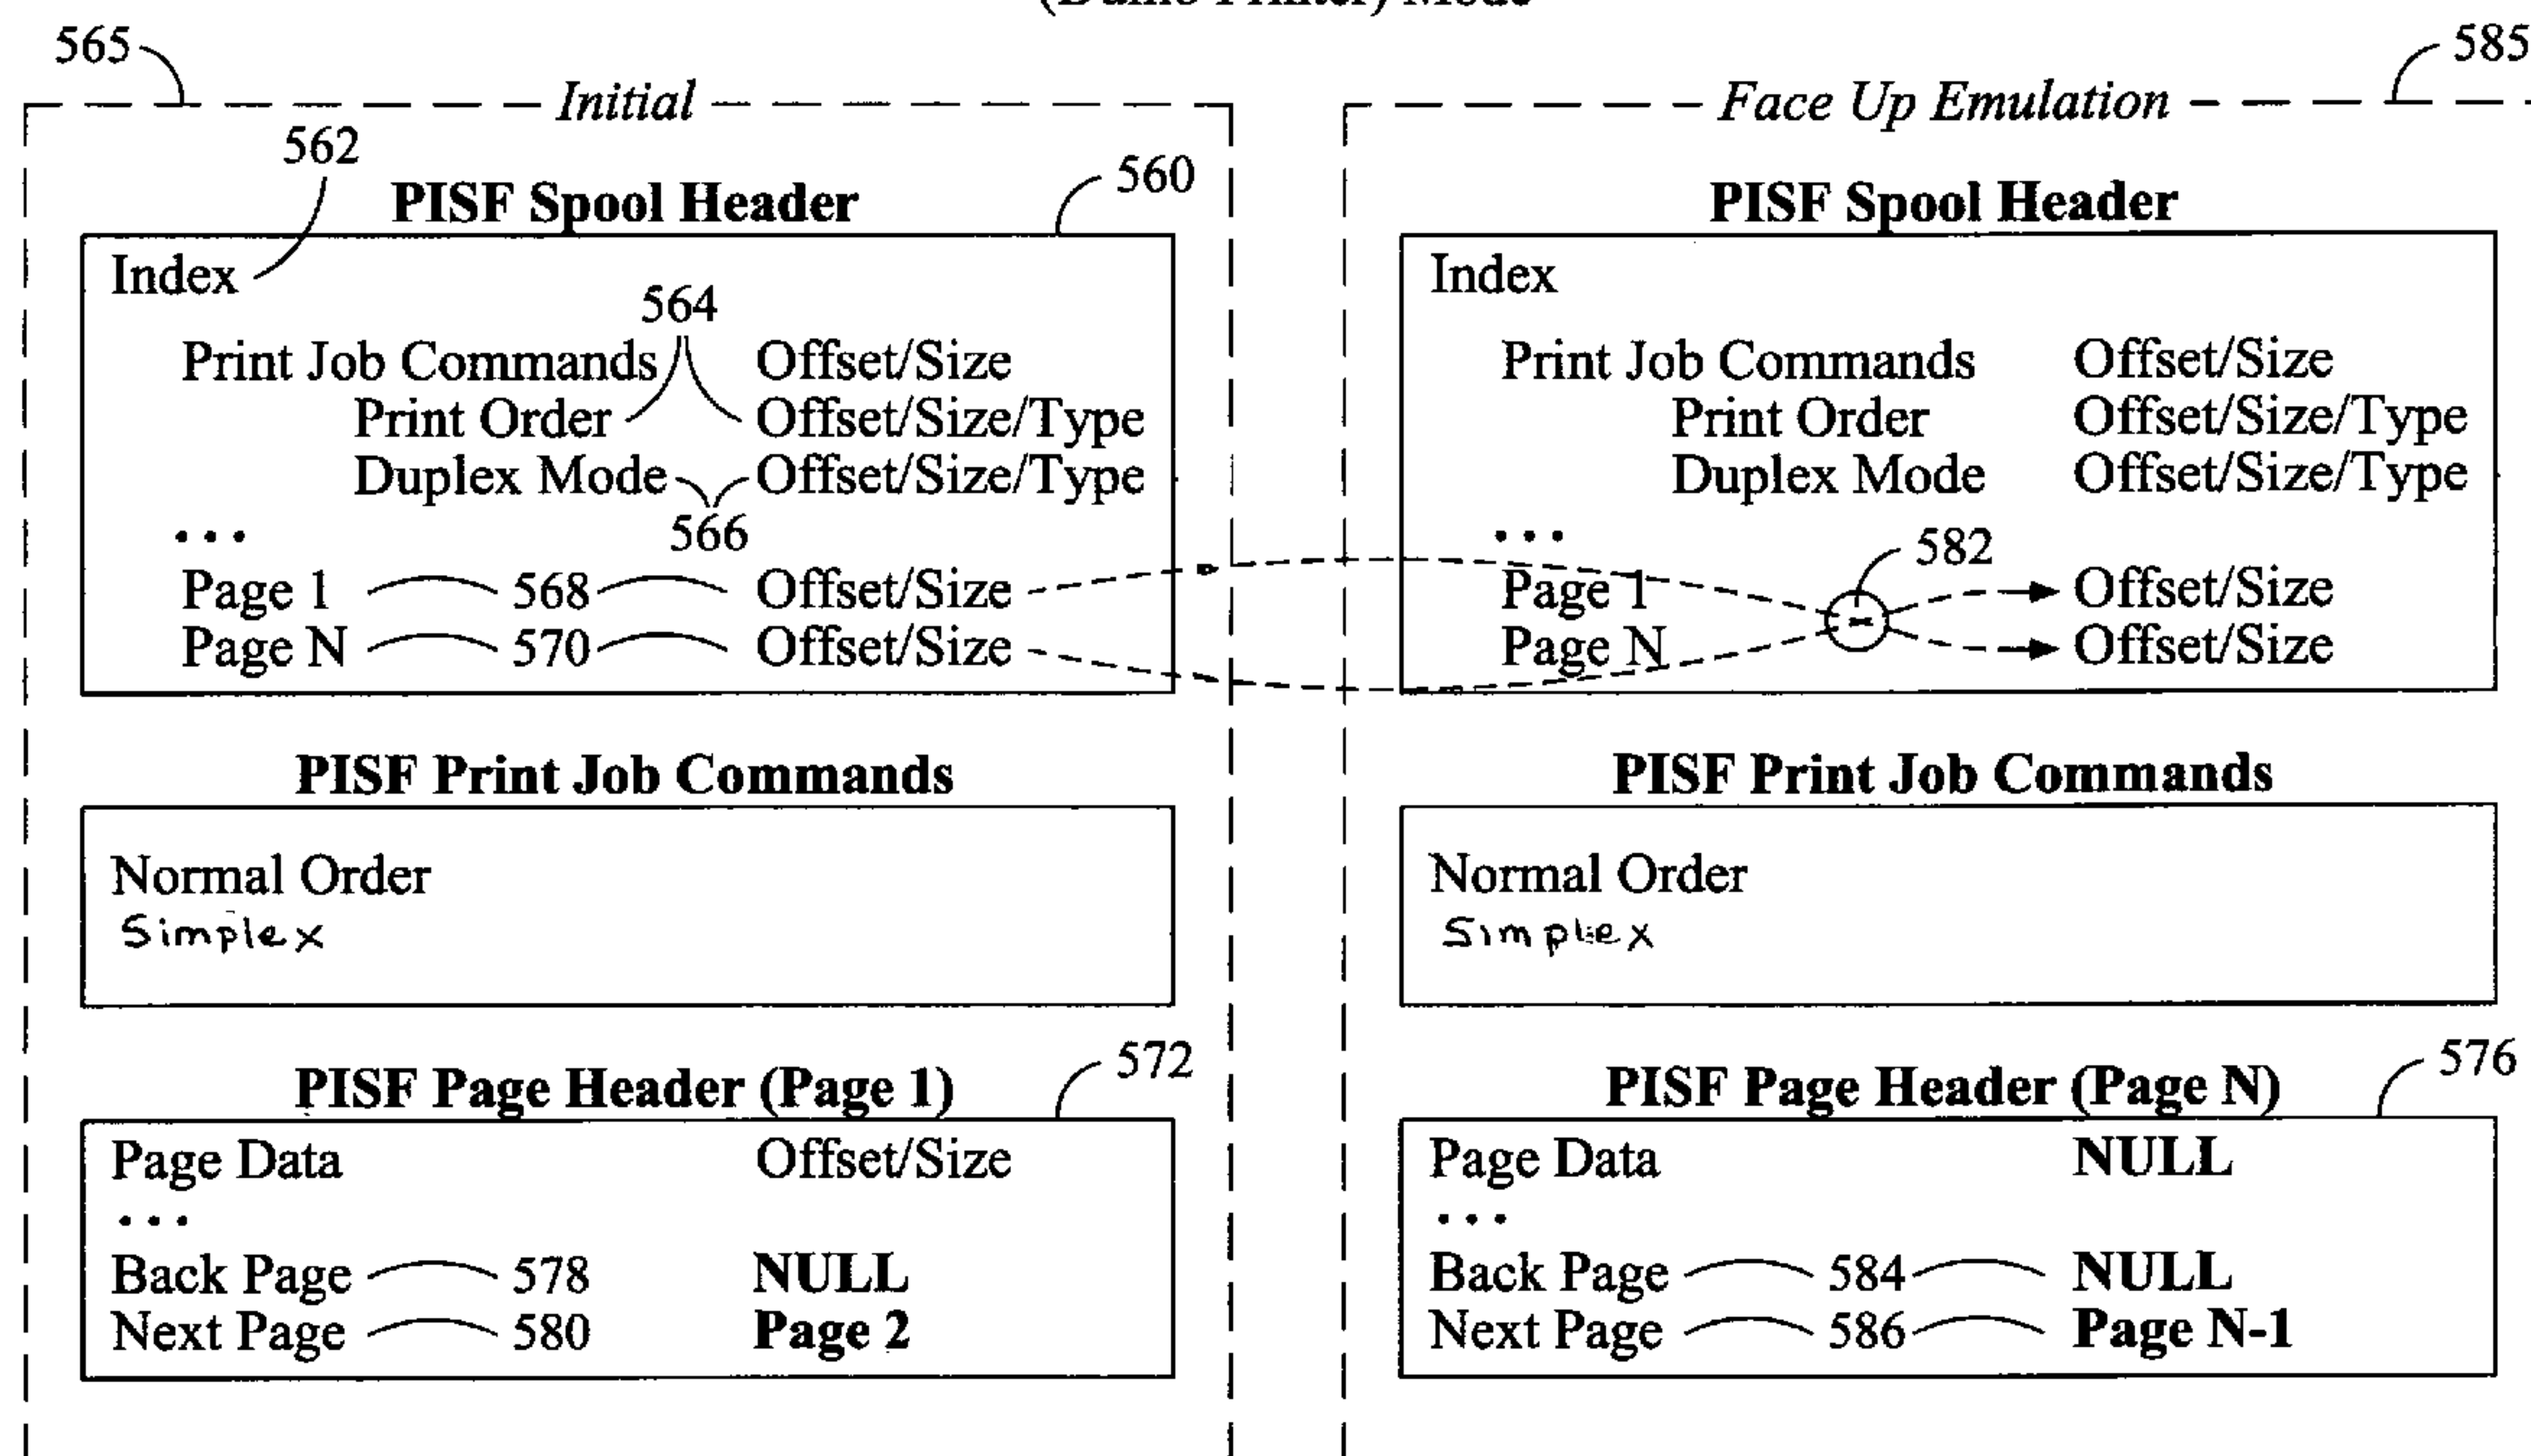 (Dumb Printer) Mode
565
Initial
562
PISF Spool Header
560
Index
564
Print Job Commands Offset/Size
Print Order Offset/Size/Type
Duplex Mode Offset/Size/Type
566
...
Page 1 568 Offset/Size
Page N 570 Offset/Size
PISF Print Job Commands
Normal Order
Simplex
PISF Page Header (Page 1)
572
Page Data Offset/Size
...
Back Page 578 NULL
Next Page 580 Page 2
585
Face Up Emulation
PISF Spool Header
Index
Print Job Commands Offset/Size
Print Order Offset/Size/Type
Duplex Mode Offset/Size/Type
...
582
Page 1 Offset/Size
Page N Offset/Size
PISF Print Job Commands
Normal Order
Simplex
PISF Page Header (Page N)
576
Page Data NULL
...
Back Page 584 NULL
Next Page 586 Page N-1